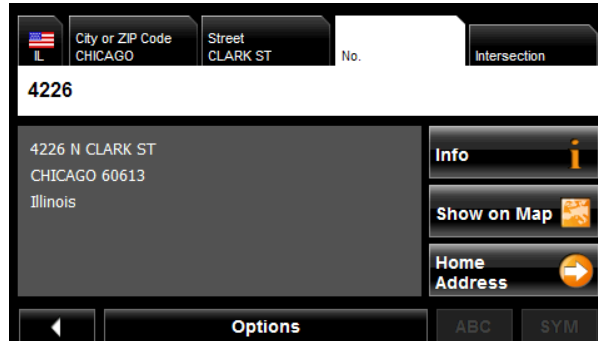 IL
City or ZIP Code
CHICAGO
Street
CLARK ST
No.
Intersection
4226
4226 N CLARK ST
CHICAGO 60613
Illinois
Info
i
Show on Map
Home
Address
Options
ABC
SYM